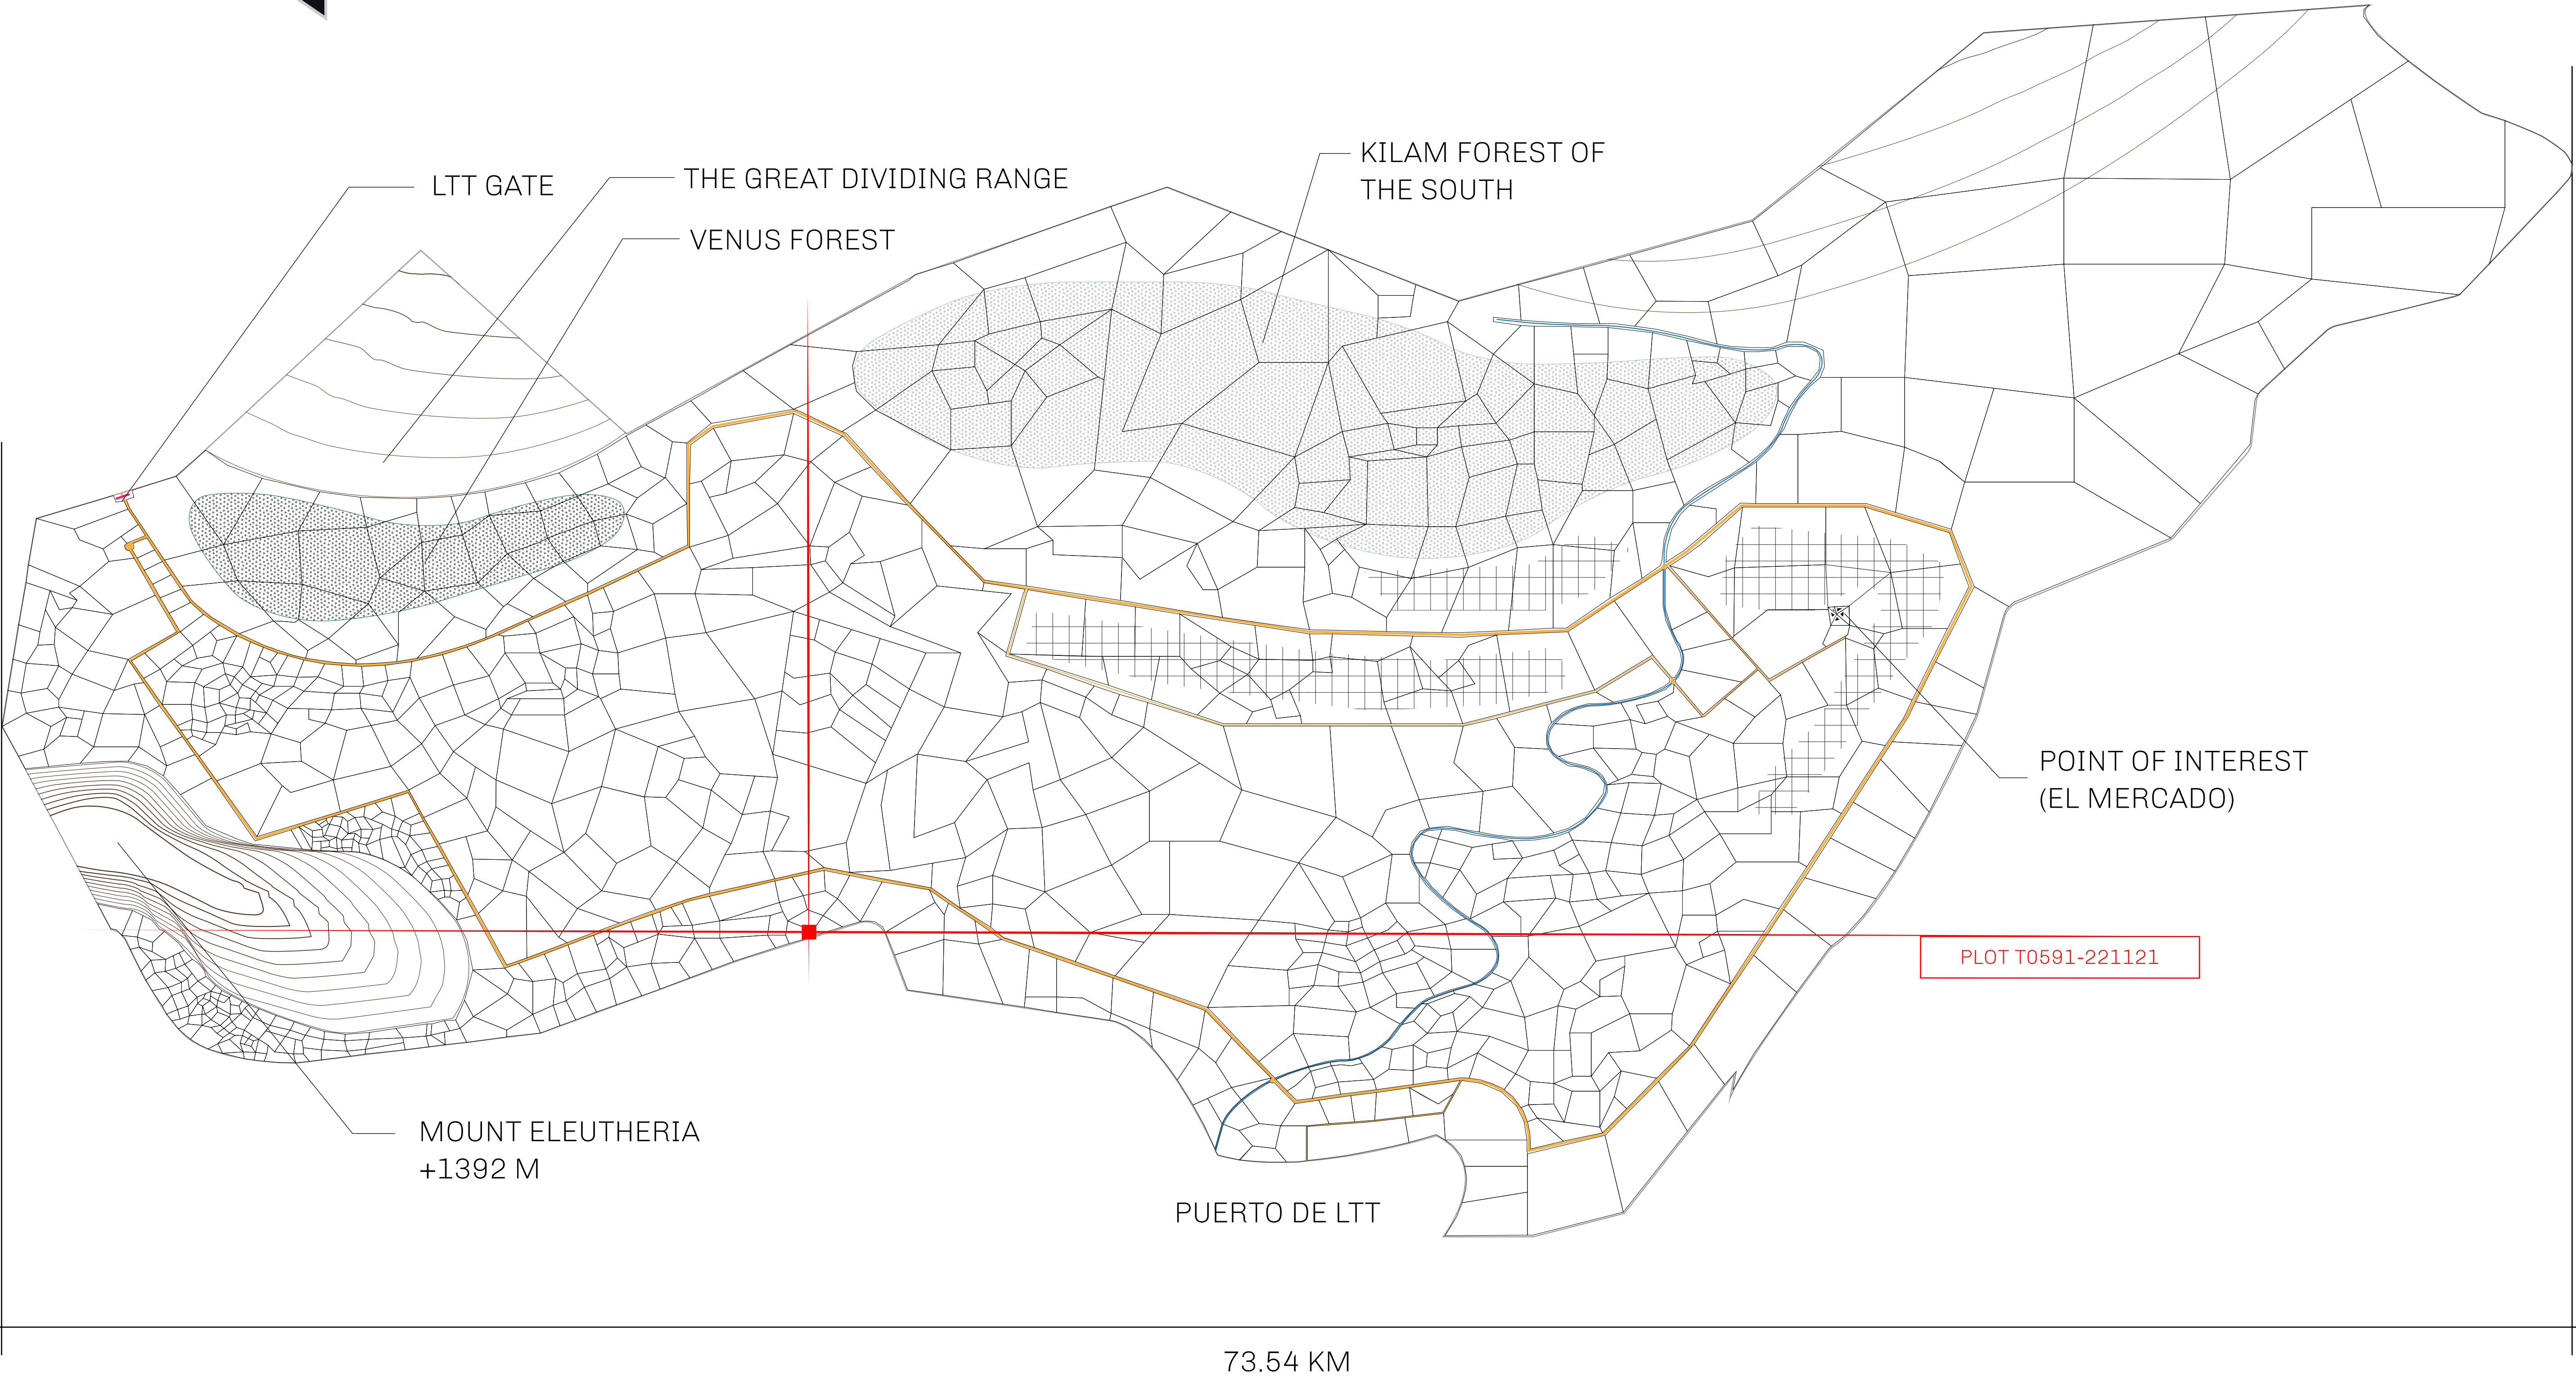 KILAM FOREST OF
THE SOUTH
LTT GATE
THE GREAT DIVIDING RANGE
VENUS FOREST
POINT OF INTEREST
(EL MERCADO)
PLOT T0591-221121
MOUNT ELEUTHERIA
+1392 M
PUERTO DE LTT
73.54 KM